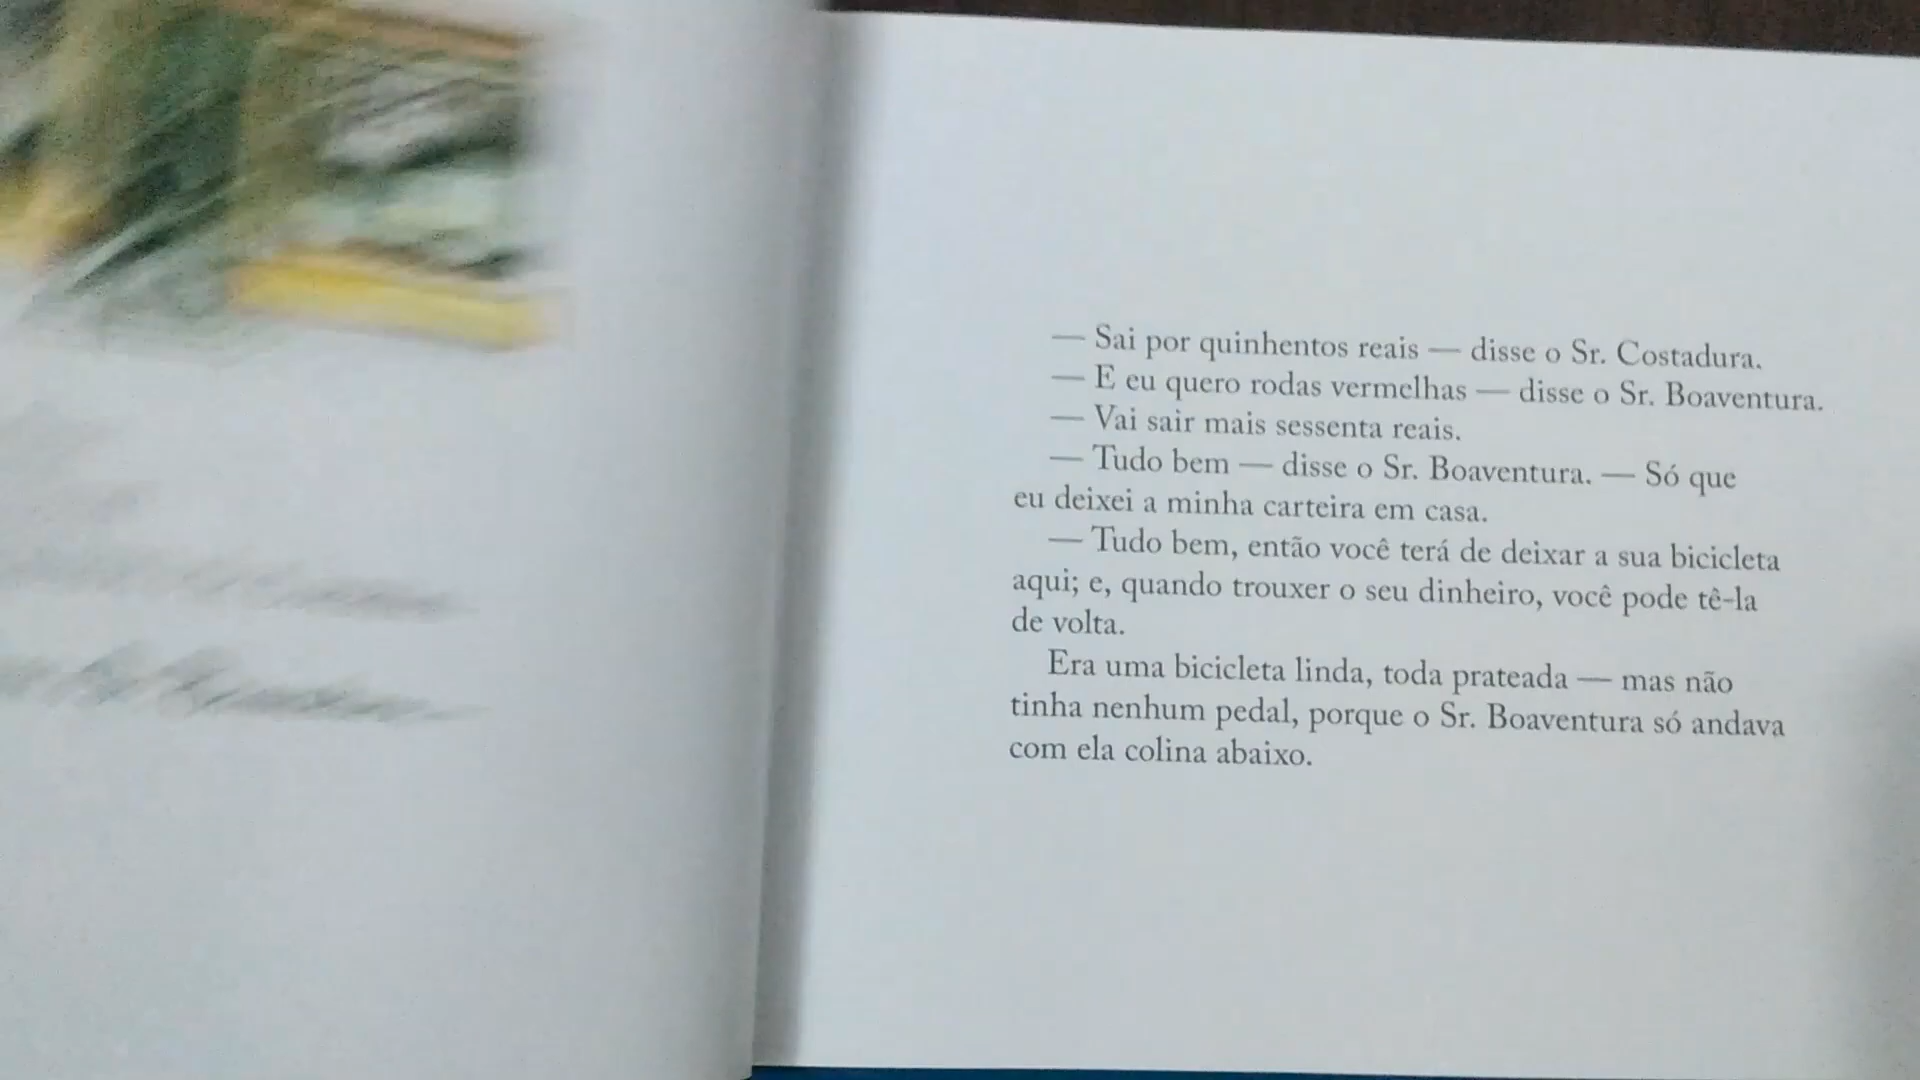 — Sai por quinhentos reais — disse o Sr. Costadura.
— E eu quero rodas vermelhas — disse o Sr. Boaventura.
— Vai sair mais sessenta reais.
— Tudo bem — disse o Sr. Boaventura. — Só que
eu deixei a minha carteira em casa.
— Tudo bem, então você terá de deixar a sua bicicleta
aqui; e, quando trouxer o seu dinheiro, você pode tê-la
de volta.
Era uma bicicleta linda, toda prateada — mas não
tinha nenhum pedal, porque o Sr. Boaventura só andava
com ela colina abaixo.